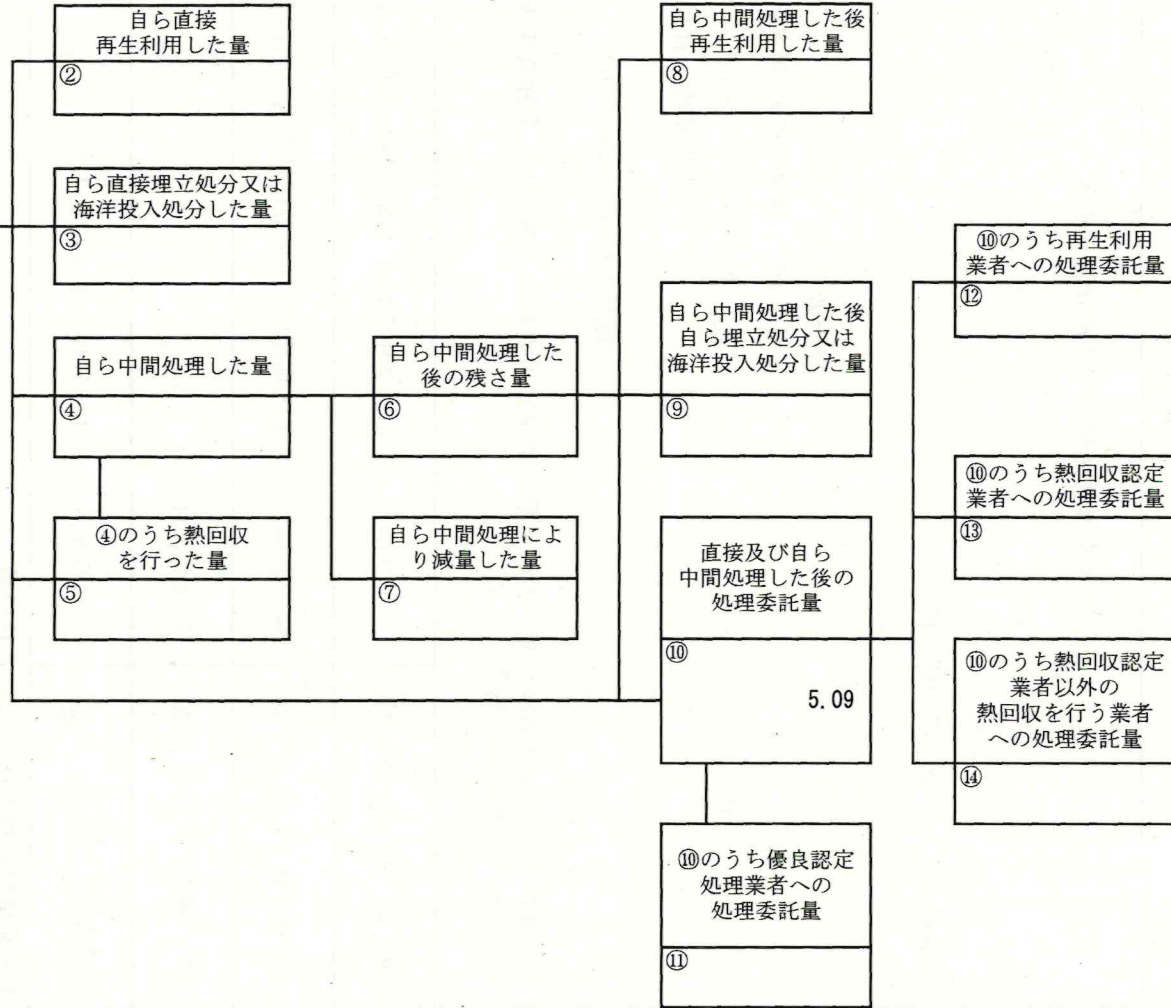 自ら直接
再生利用した量
②
自ら直接埋立処分又は
海洋投入処分した量
③
自ら中間処理した量
④
④のうち熱回収
を行った量
⑤
自ら中間処理した
後の残さ量
⑥
自ら中間処理によ
り減量した量
⑦
自ら中間処理した後
再生利用した量
⑧
自ら中間処理した後
自ら埋立処分又は
海洋投入処分した量
⑨
直接及び自ら
中間処理した後の
処理委託量
⑩
5.09
⑩のうち優良認定
処理業者への
処理委託量
⑪
⑩のうち再生利用
業者への処理委託量
⑫
⑩のうち熱回収認定
業者への処理委託量
⑬
⑩のうち熱回収認定
業者以外の
熱回収を行う業者
への処理委託量
⑭